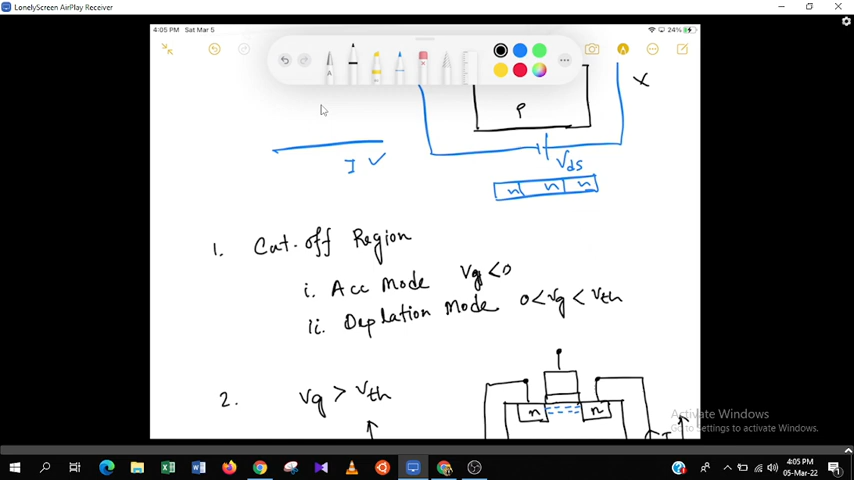 LonelyScreen AirPlay Receiver
4:05 PM Sat Mar 5
24%
A
X
P
Vds
I ✓
n n n
1. Cut-off Region
i. Acc Mode Vg < 0
ii. Deplation Mode 0 < Vg < Vth
2. Vg > Vth
n n
I
Activate Windows
Go to Settings to activate Windows.
4:05 PM
05-Mar-22